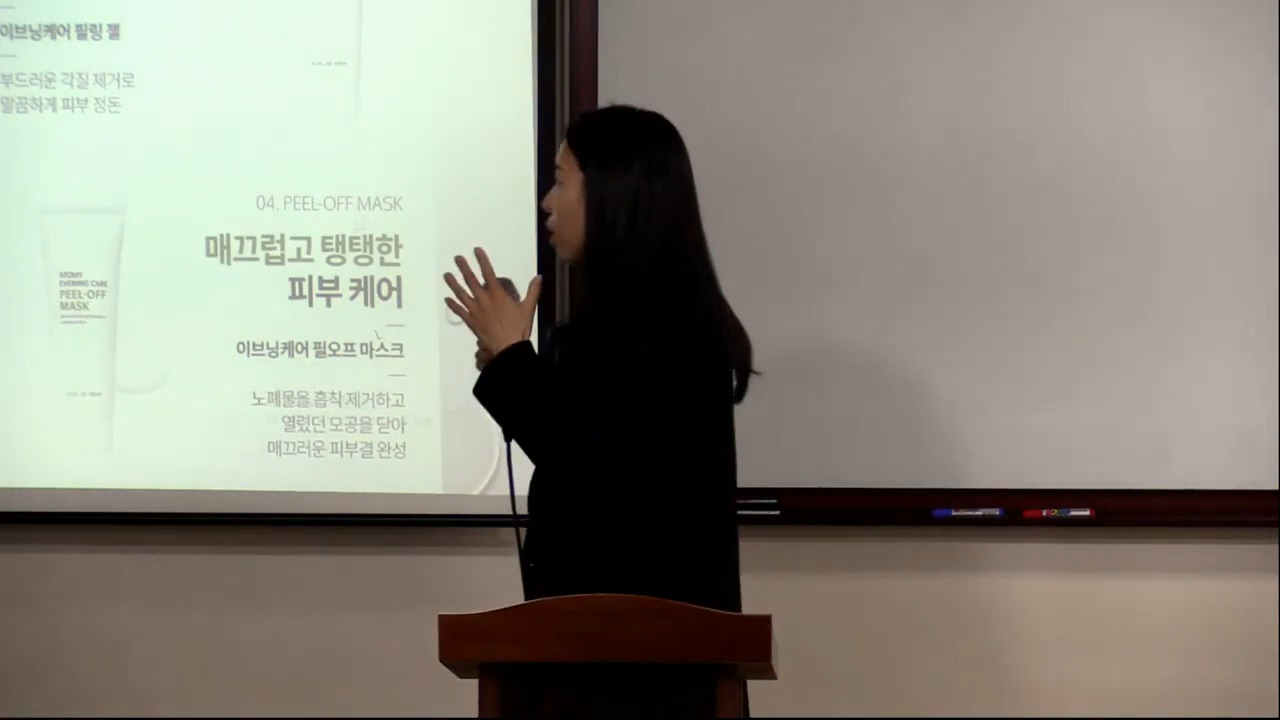 이브닝케어 필링 젤
부드러운 각질 제거로
말끔하게 피부 정돈
04. PEEL-OFF MASK
매끄럽고 탱탱한
피부 케어
이브닝케어 필오프 마스크
노폐물을 흡착 제거하고
열렸던 모공을 닫아
매끄러운 피부결 완성
ATOMY
EVENING CARE
PEEL-OFF
MASK